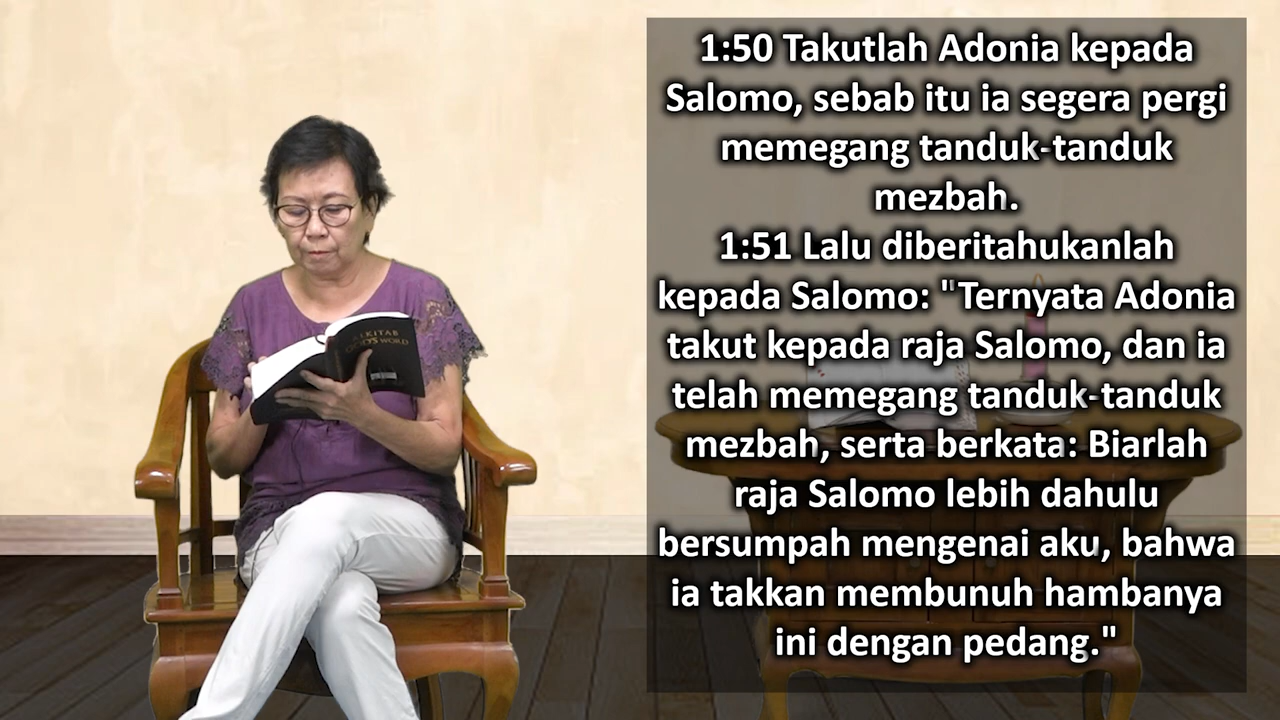 1:50 Takutlah Adonia kepada
Salomo, sebab itu ia segera pergi
memegang tanduk-tanduk
mezbah.
1:51 Lalu diberitahukanlah
kepada Salomo: "Ternyata Adonia
takut kepada raja Salomo, dan ia
telah memegang tanduk-tanduk
mezbah, serta berkata: Biarlah
raja Salomo lebih dahulu
bersumpah mengenai aku, bahwa
ia takkan membunuh hambanya
ini dengan pedang."
WORD